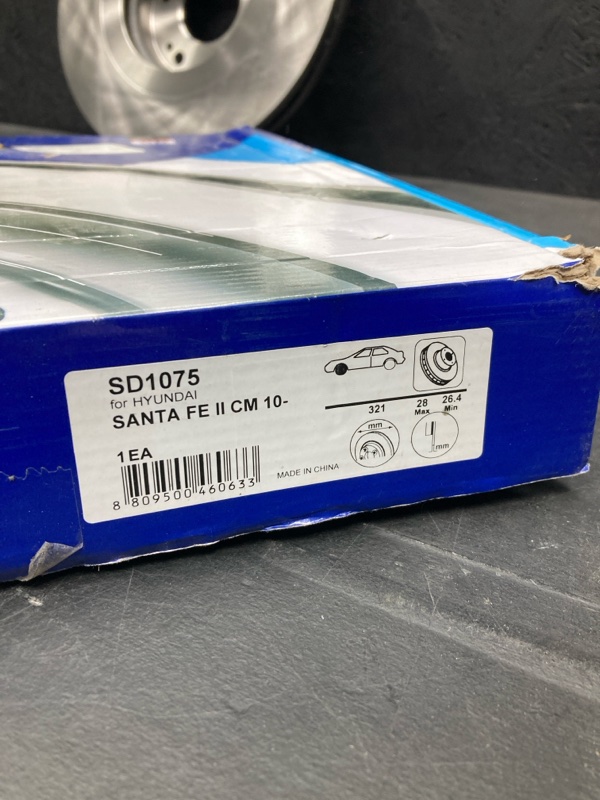 SD1075
for HYUNDAI
SANTA FE II CM 10-
321
28 Max
26.4 Min
mm
mm
1EA
8 809500 460633
MADE IN CHINA